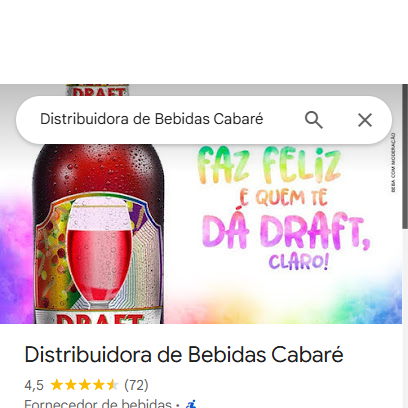 DRAFT
Distribuidora de Bebidas Cabaré
FAZ FELIZ
É QUEM TE
DÁ DRAFT,
CLARO!
BEBA COM MODERAÇÃO
DRAFT
Distribuidora de Bebidas Cabaré
4,5 (72)
Fornecedor de bebidas ·